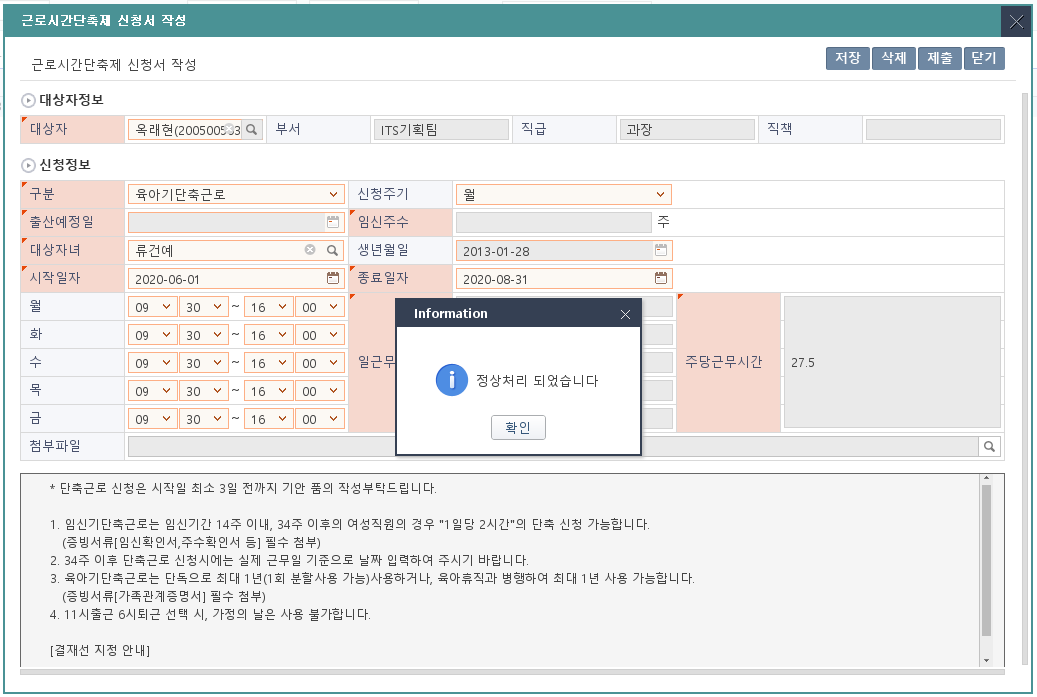 근로시간단축제 신청서 작성
근로시간단축제 신청서 작성
저장 삭제 제출 닫기
대상자정보
대상자 옥래현(200500533 부서 ITS기획팀 직급 과장 직책
신청정보
구분 육아기단축근로 신청주기 월
출산예정일 임신주수 주
대상자녀 류건예 생년월일 2013-01-28
시작일자 2020-06-01 종료일자 2020-08-31
월 09 30 ~ 16 00
화 09 30 ~ 16 00
수 09 30 ~ 16 00 일근무 주당근무시간 27.5
목 09 30 ~ 16 00
금 09 30 ~ 16 00
첨부파일
Information
정상처리 되었습니다
확인
* 단축근로 신청은 시작일 최소 3일 전까지 기안 품의 작성부탁드립니다.
1. 임신기단축근로는 임신기간 14주 이내, 34주 이후의 여성직원의 경우 "1일당 2시간"의 단축 신청 가능합니다.
(증빙서류[임신확인서,주수확인서 등] 필수 첨부)
2. 34주 이후 단축근로 신청시에는 실제 근무일 기준으로 날짜 입력하여 주시기 바랍니다.
3. 육아기단축근로는 단독으로 최대 1년(1회 분할사용 가능)사용하거나, 육아휴직과 병행하여 최대 1년 사용 가능합니다.
(증빙서류[가족관계증명서] 필수 첨부)
4. 11시출근 6시퇴근 선택 시, 가정의 날은 사용 불가합니다.
[결재선 지정 안내]